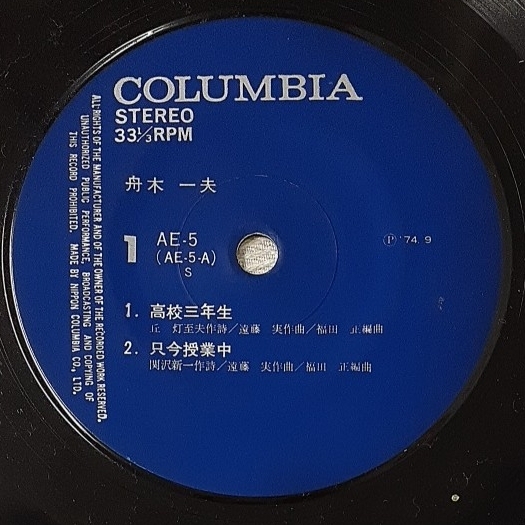 COLUMBIA
STEREO
33⅓RPM
舟木 一夫
1
AE-5
(AE-5-A)
S
Ⓟ '74. 9
1. 高校三年生
丘 灯至夫作詩/遠藤 実作曲/福田 正編曲
2. 只今授業中
関沢新一作詩/遠藤 実作曲/福田 正編曲
ALL RIGHTS OF THE MANUFACTURER AND OF THE OWNER OF THE RECORDED WORK RESERVED.
UNAUTHORIZED PUBLIC PERFORMANCE, BROADCASTING AND COPYING OF
THIS RECORD PROHIBITED. MADE BY NIPPON COLUMBIA CO., LTD.